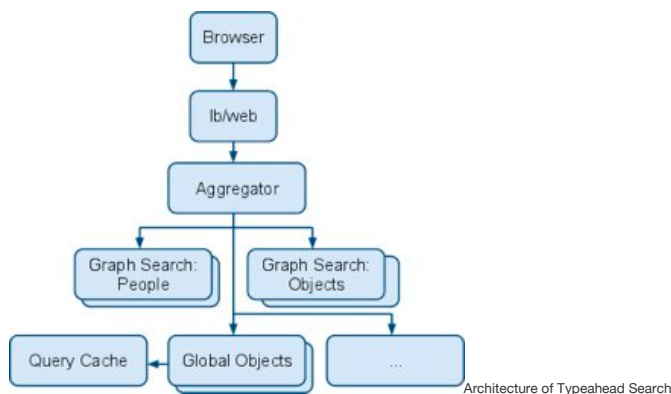 Browser
lb/web
Aggregator
Graph Search:
People
Graph Search:
Objects
Query Cache
Global Objects
...
Architecture of Typeahead Search